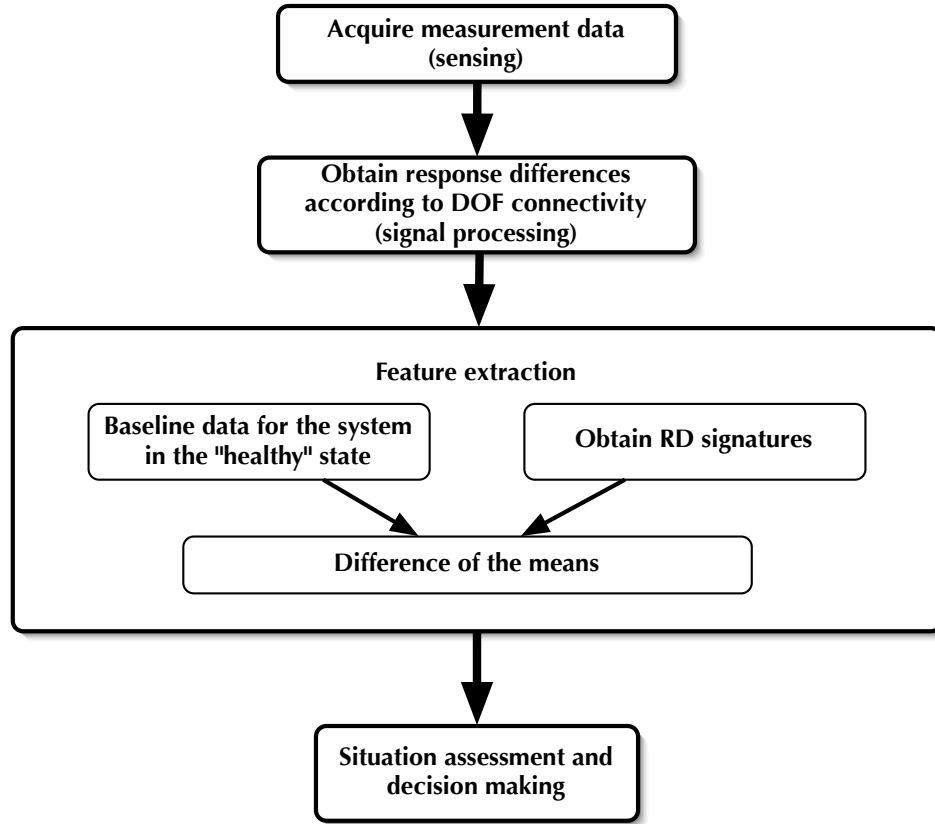 Acquire measurement data
(sensing)
Obtain response differences
according to DOF connectivity
(signal processing)
Feature extraction
Baseline data for the system
in the "healthy" state
Obtain RD signatures
Difference of the means
Situation assessment and
decision making